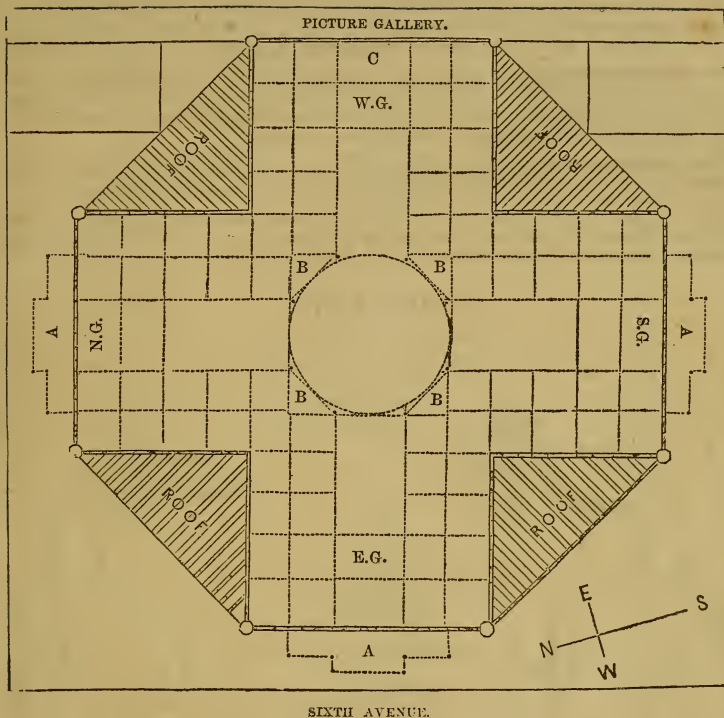 PICTURE GALLERY.
C
W.G.
ROOF
ROOF
B
B
A
N.G.
S.G.
A
B
B
ROOF
ROOF
E.G.
E
S
N
W
A
SIXTH AVENUE.